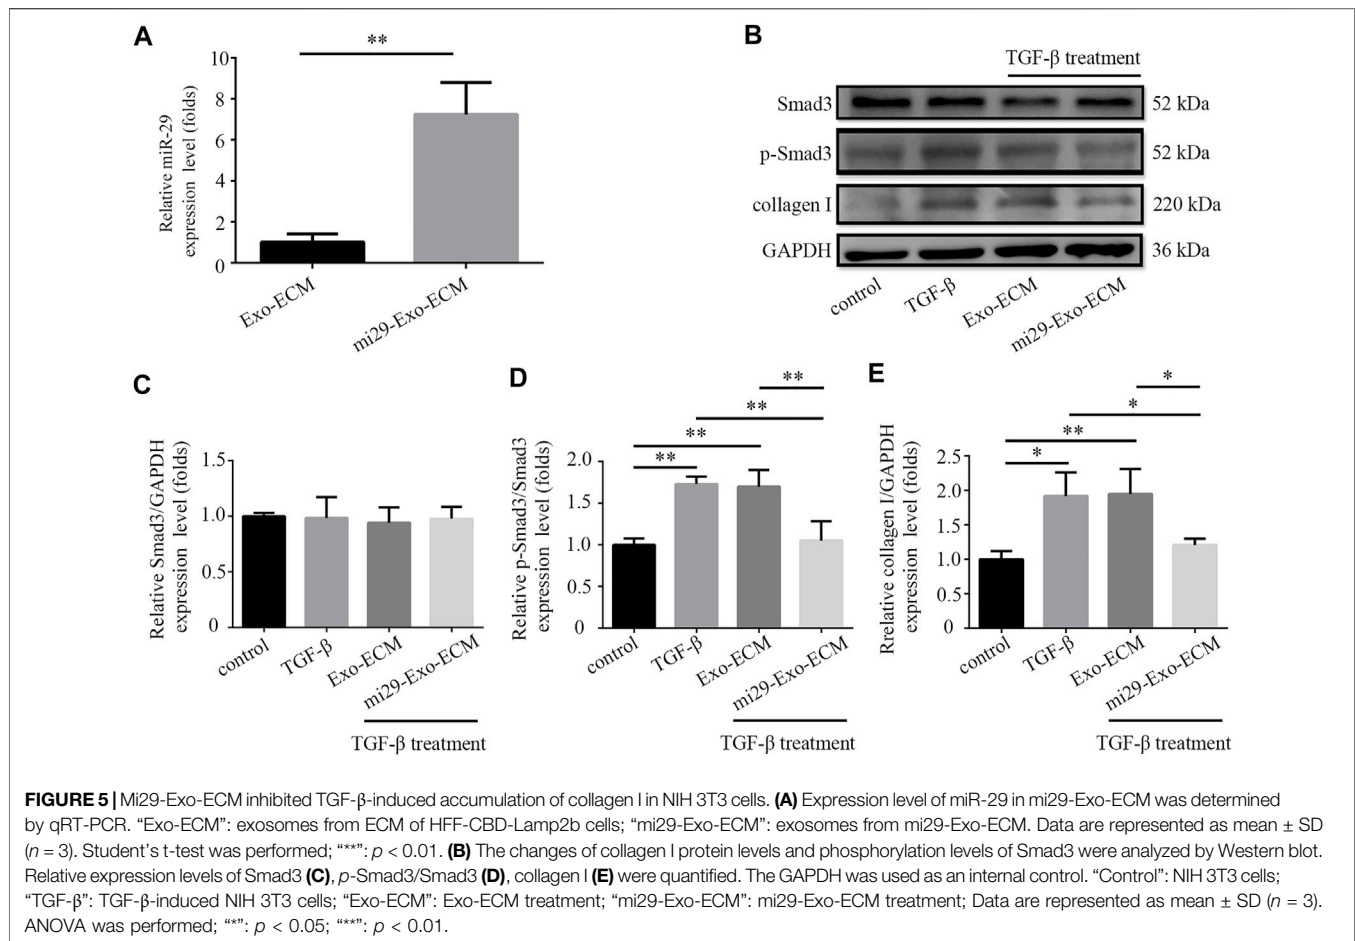 A
**
Relative miR-29
expression level (folds)
10
8
6
4
2
0
Exo-ECM
mi29-Exo-ECM
B
TGF-β treatment
Smad3
52 kDa
p-Smad3
52 kDa
collagen I
220 kDa
GAPDH
36 kDa
control
TGF-β
Exo-ECM
mi29-Exo-ECM
C
Relative Smad3/GAPDH
expression level (folds)
1.5
1.0
0.5
0
control
TGF-β
Exo-ECM
mi29-Exo-ECM
TGF-β treatment
D
**
**
**
**
Relative p-Smad3/Smad3
expression level (folds)
2.0
1.5
1.0
0.5
0
control
TGF-β
Exo-ECM
mi29-Exo-ECM
TGF-β treatment
E
*
*
**
*
Rrelative collagen I/GAPDH
expression level (folds)
2.5
2.0
1.5
1.0
0.5
0
control
TGF-β
Exo-ECM
mi29-Exo-ECM
TGF-β treatment
FIGURE 5 | Mi29-Exo-ECM inhibited TGF-β-induced accumulation of collagen I in NIH 3T3 cells. (A) Expression level of miR-29 in mi29-Exo-ECM was determined
by qRT-PCR. “Exo-ECM”: exosomes from ECM of HFF-CBD-Lamp2b cells; “mi29-Exo-ECM”: exosomes from mi29-Exo-ECM. Data are represented as mean ± SD
(n = 3). Student’s t-test was performed; “**”: p < 0.01. (B) The changes of collagen I protein levels and phosphorylation levels of Smad3 were analyzed by Western blot.
Relative expression levels of Smad3 (C), p-Smad3/Smad3 (D), collagen I (E) were quantified. The GAPDH was used as an internal control. “Control”: NIH 3T3 cells;
“TGF-β”: TGF-β-induced NIH 3T3 cells; “Exo-ECM”: Exo-ECM treatment; “mi29-Exo-ECM”: mi29-Exo-ECM treatment; Data are represented as mean ± SD (n = 3).
ANOVA was performed; “*”: p < 0.05; “**”: p < 0.01.